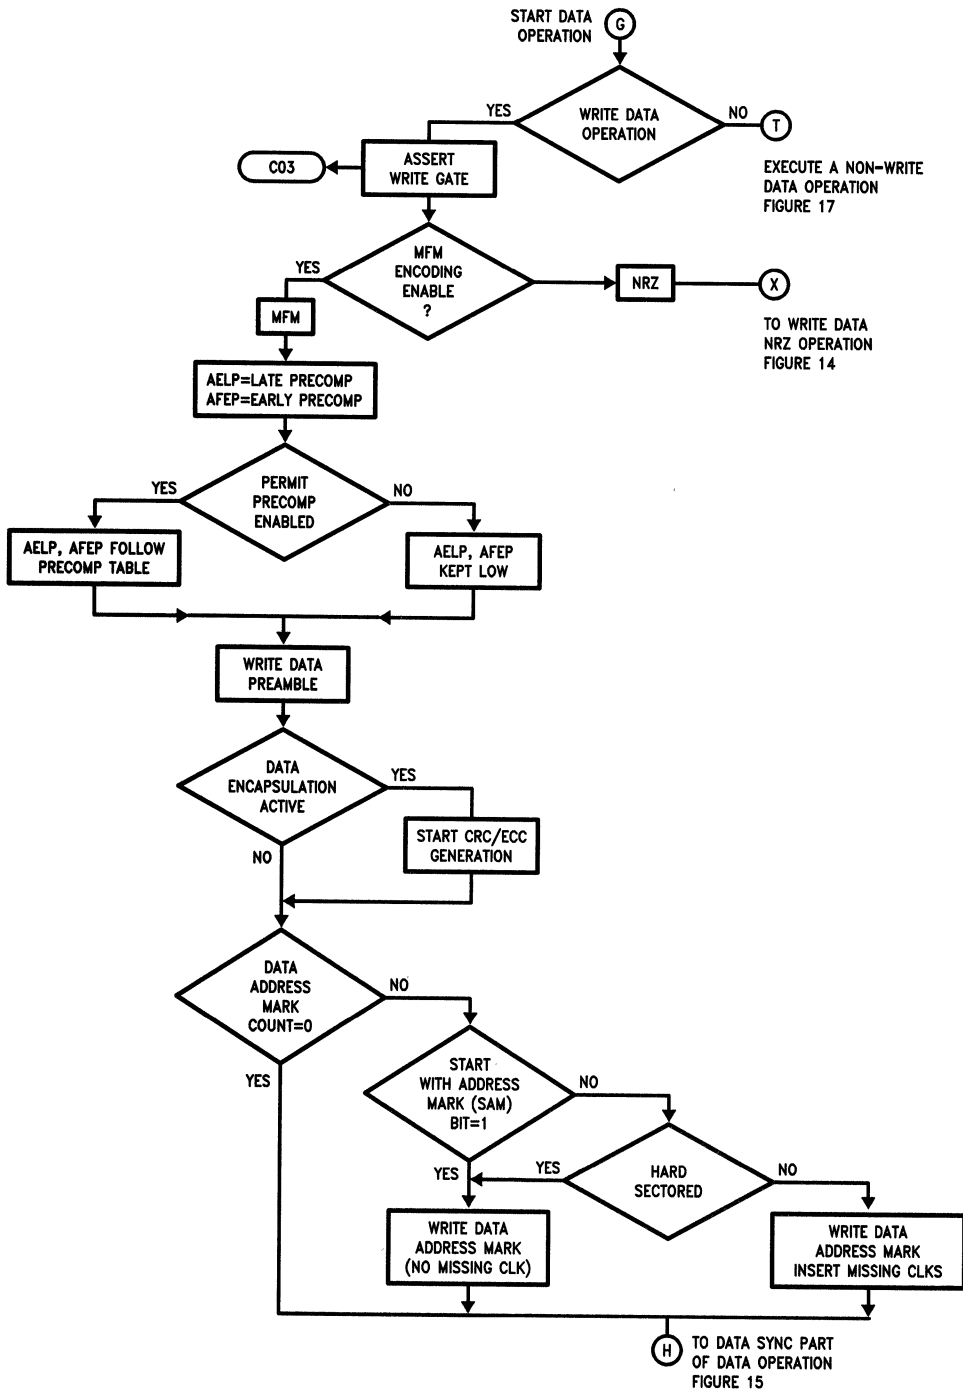 START DATA
OPERATION
G
YES
WRITE DATA
OPERATION
NO
T
C03
ASSERT
WRITE GATE
EXECUTE A NON-WRITE
DATA OPERATION
FIGURE 17
YES
MFM
ENCODING
ENABLE
?
NRZ
X
MFM
TO WRITE DATA
NRZ OPERATION
FIGURE 14
AELP=LATE PRECOMP
AFEP=EARLY PRECOMP
YES
PERMIT
PRECOMP
ENABLED
NO
AELP, AFEP FOLLOW
PRECOMP TABLE
AELP, AFEP
KEPT LOW
WRITE DATA
PREAMBLE
DATA
ENCAPSULATION
ACTIVE
YES
START CRC/ECC
GENERATION
NO
DATA
ADDRESS
MARK
COUNT=0
NO
YES
START
WITH ADDRESS
MARK (SAM)
BIT=1
NO
YES
YES
HARD
SECTORED
NO
WRITE DATA
ADDRESS MARK
(NO MISSING CLK)
WRITE DATA
ADDRESS MARK
INSERT MISSING CLKS
H
TO DATA SYNC PART
OF DATA OPERATION
FIGURE 15